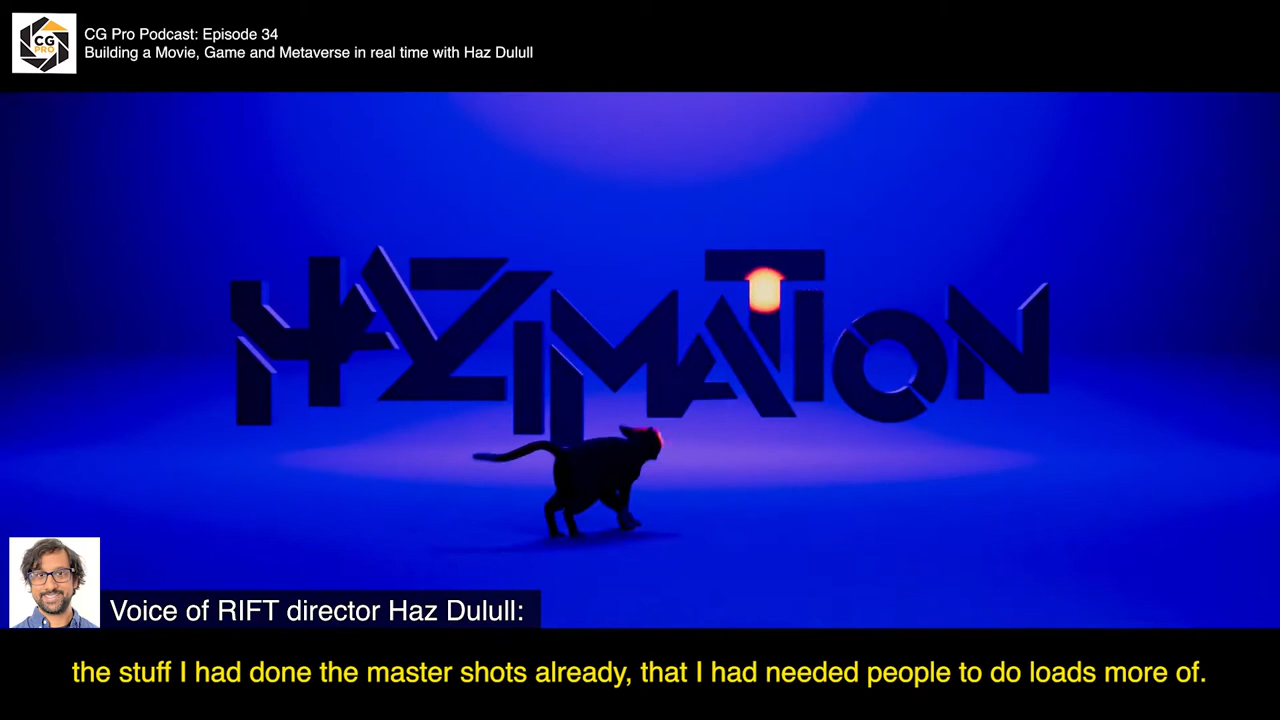 CG
PRO
CG Pro Podcast: Episode 34
Building a Movie, Game and Metaverse in real time with Haz Dulull
HAZIMATION
Voice of RIFT director Haz Dulull:
the stuff I had done the master shots already, that I had needed people to do loads more of.